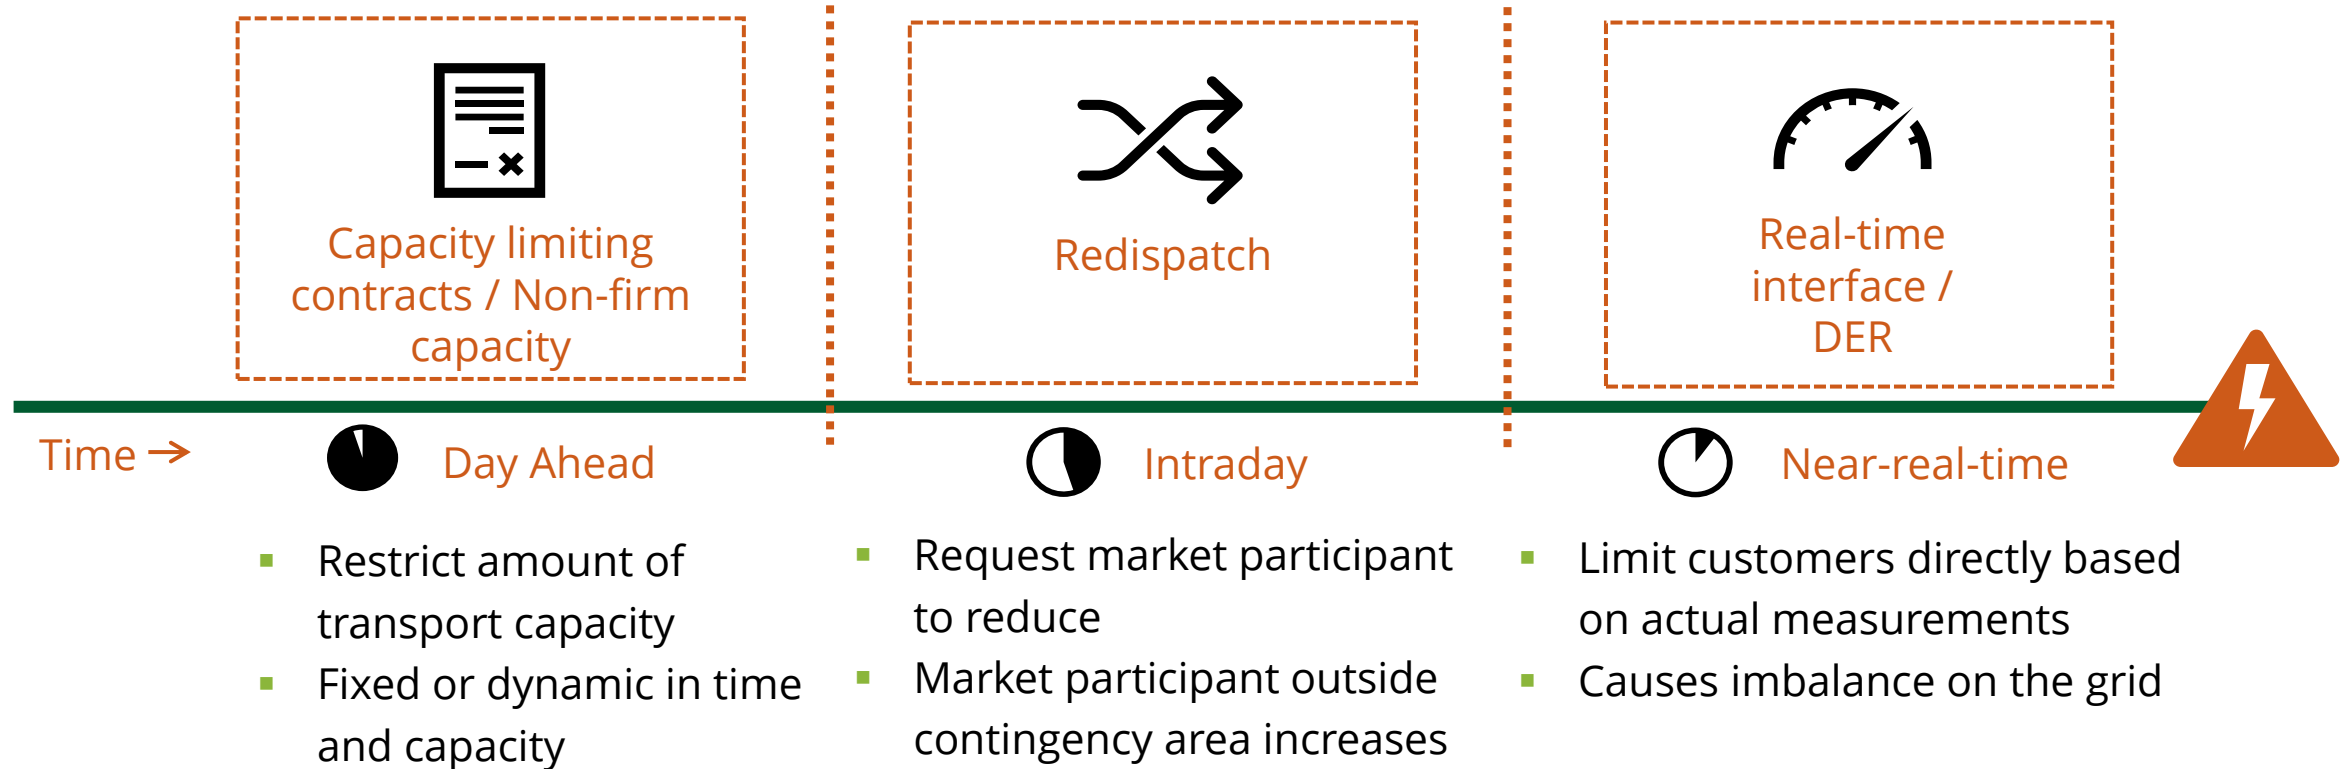 Capacity limiting
contracts / Non-firm
capacity
Redispatch
Real-time
interface /
DER
Time →
Day Ahead
Intraday
Near-real-time
▪ Restrict amount of
transport capacity
▪ Fixed or dynamic in time
and capacity
▪ Request market participant
to reduce
▪ Market participant outside
contingency area increases
▪ Limit customers directly based
on actual measurements
▪ Causes imbalance on the grid